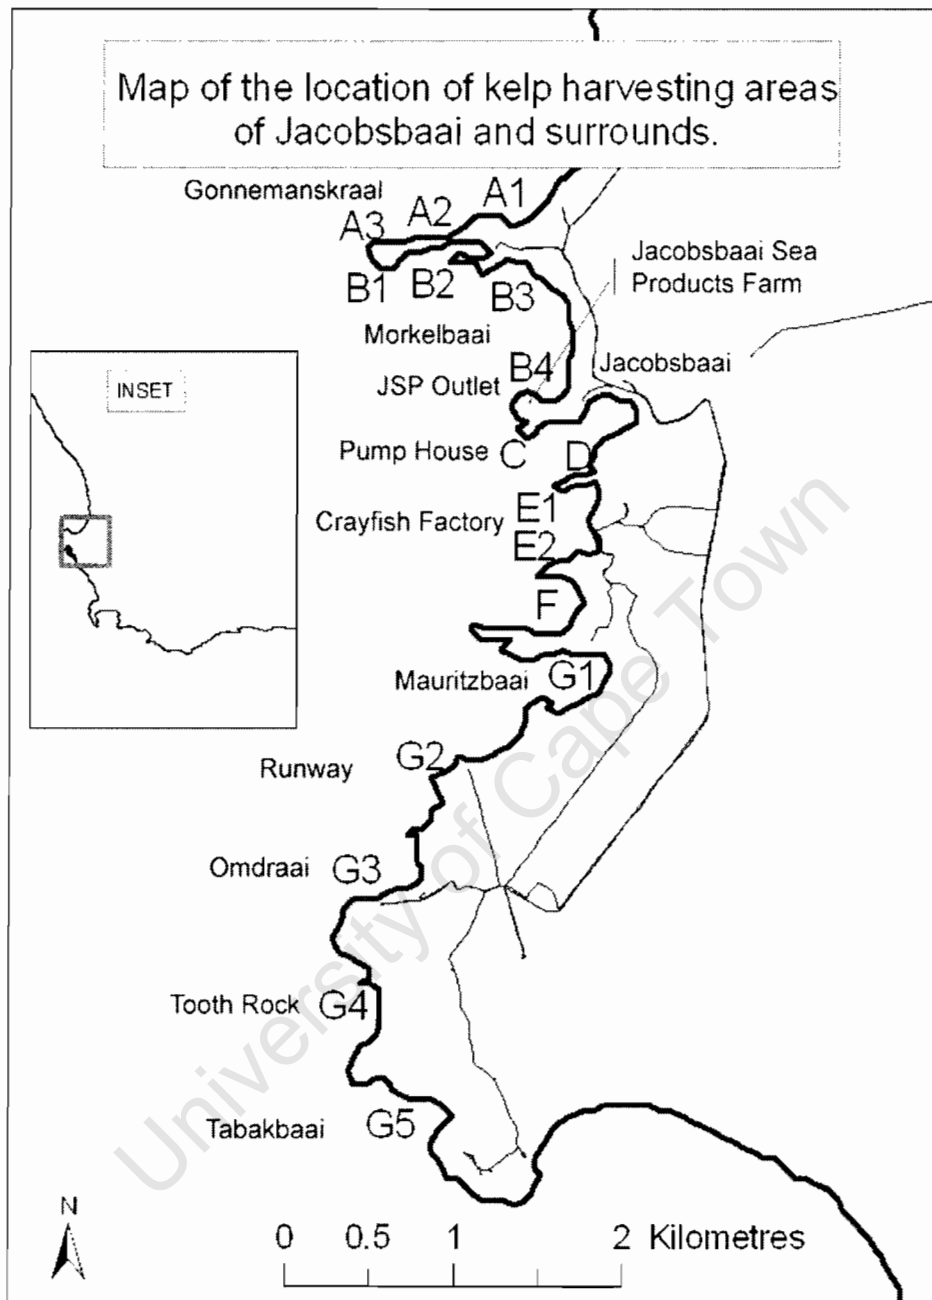 Map of the location of kelp harvesting areas
of Jacobsbaai and surrounds.
Gonnemanskraal
A1
A2
A3
B1
B2
B3
Jacobsbaai Sea
Products Farm
Morkelbaai
B4
Jacobsbaai
JSP Outlet
INSET
Pump House
C
D
E1
Crayfish Factory
E2
F
Mauritzbaai
G1
Runway
G2
Omdraai
G3
Tooth Rock
G4
Tabakbaai
G5
N
0 0.5 1 2 Kilometres
University of Cape Town